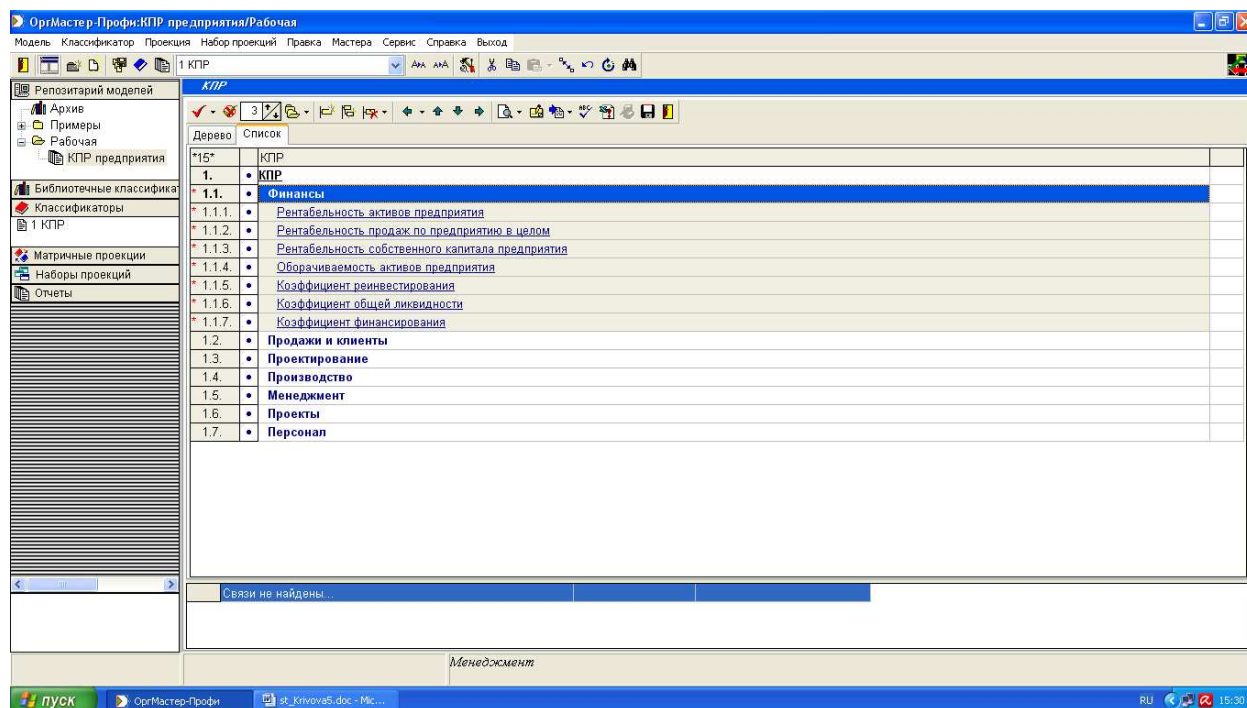 ОргМастер-Профи:КПР предприятия/Рабочая
Модель Классификатор Проекция Набор проекций Правка Мастера Сервис Справка Выход
1 КПР
Репозитарий моделей
Архив
Примеры
Рабочая
КПР предприятия
Библиотечные классифика
Классификаторы
1 КПР
Матричные проекции
Наборы проекций
Отчеты
КПР
3
Дерево Список
*15* КПР
1. • КПР
* 1.1. • Финансы
* 1.1.1. • Рентабельность активов предприятия
* 1.1.2. • Рентабельность продаж по предприятию в целом
* 1.1.3. • Рентабельность собственного капитала предприятия
* 1.1.4. • Оборачиваемость активов предприятия
* 1.1.5. • Коэффициент реинвестирования
* 1.1.6. • Коэффициент общей ликвидности
* 1.1.7. • Коэффициент финансирования
1.2. • Продажи и клиенты
1.3. • Проектирование
1.4. • Производство
1.5. • Менеджмент
1.6. • Проекты
1.7. • Персонал
Связи не найдены...
Менеджмент
пуск ОргМастер-Профи st_Krivova5.doc - Mic... RU 15:30